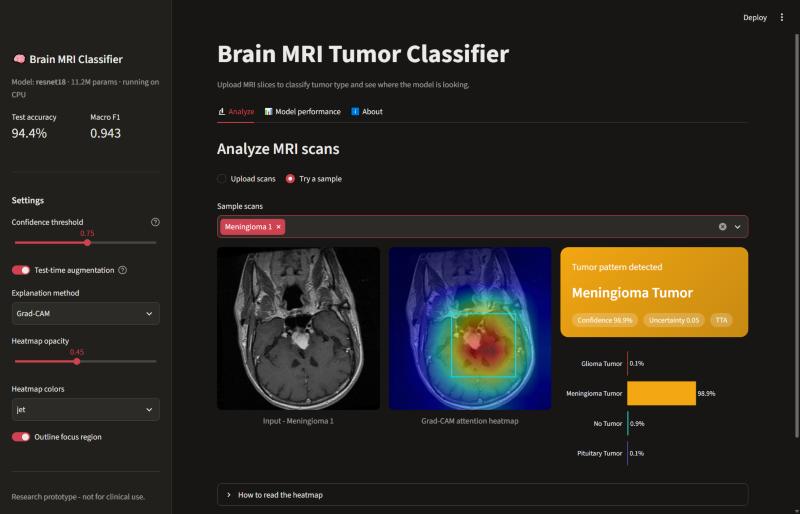 Deploy
🧠 Brain MRI Classifier
Model: resnet18 · 11.2M params · running on
CPU
Test accuracy
94.4%
Macro F1
0.943
Settings
Confidence threshold
0.75
Test-time augmentation
Explanation method
Grad-CAM
Heatmap opacity
0.45
Heatmap colors
jet
Outline focus region
Research prototype - not for clinical use.
Brain MRI Tumor Classifier
Upload MRI slices to classify tumor type and see where the model is looking.
🔬 Analyze 📊 Model performance ℹ️ About
Analyze MRI scans
Upload scans Try a sample
Sample scans
Meningioma 1 ×
Input - Meningioma 1
Grad-CAM attention heatmap
Tumor pattern detected
Meningioma Tumor
Confidence 98.9% Uncertainty 0.05 TTA
Glioma Tumor 0.1%
Meningioma Tumor 98.9%
No Tumor 0.9%
Pituitary Tumor 0.1%
How to read the heatmap